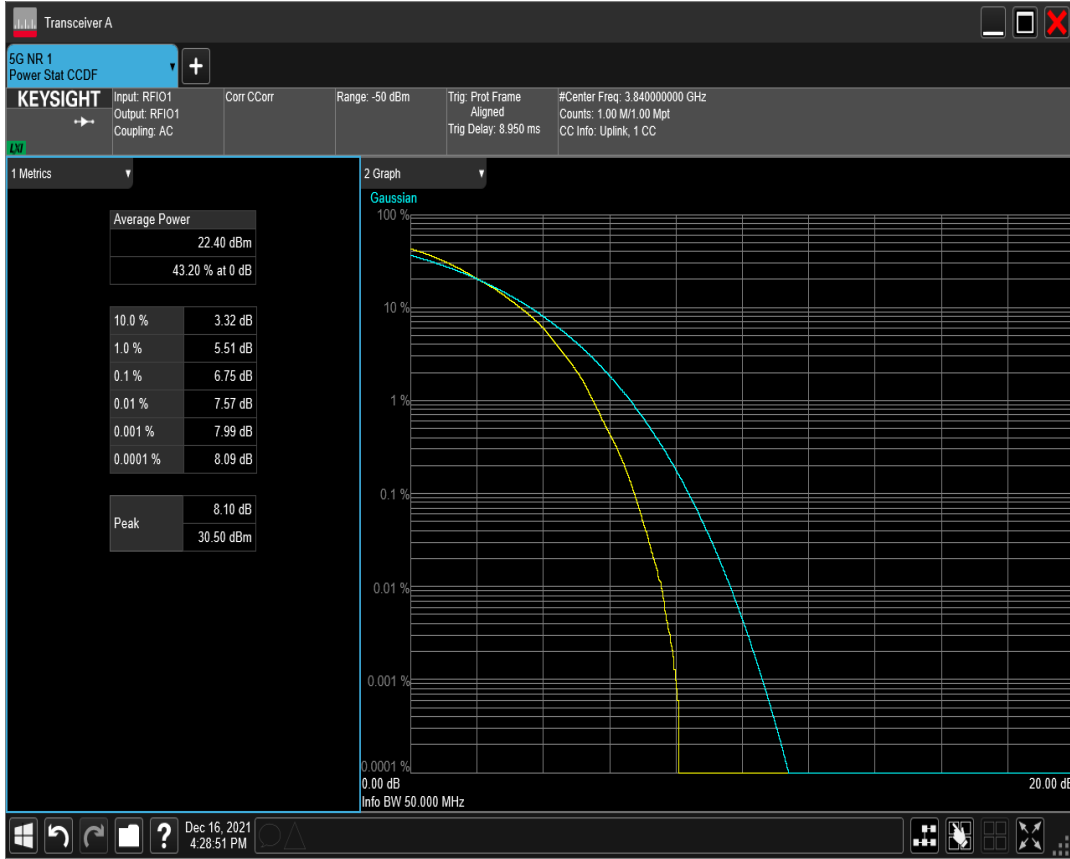 Transceiver A
5G NR 1
Power Stat CCDF
KEYSIGHT
LXI
Input: RFIO1
Output: RFIO1
Coupling: AC
Corr CCorr
Range: -50 dBm
Trig: Prot Frame
Aligned
Trig Delay: 8.950 ms
#Center Freq: 3.840000000 GHz
Counts: 1.00 M/1.00 Mpt
CC Info: Uplink, 1 CC
1 Metrics
Average Power
22.40 dBm
43.20 % at 0 dB
10.0 % 3.32 dB
1.0 % 5.51 dB
0.1 % 6.75 dB
0.01 % 7.57 dB
0.001 % 7.99 dB
0.0001 % 8.09 dB
Peak 8.10 dB
30.50 dBm
2 Graph
Gaussian
100 %
10 %
1 %
0.1 %
0.01 %
0.001 %
0.0001 %
0.00 dB 20.00 dB
Info BW 50.000 MHz
Dec 16, 2021
4:28:51 PM